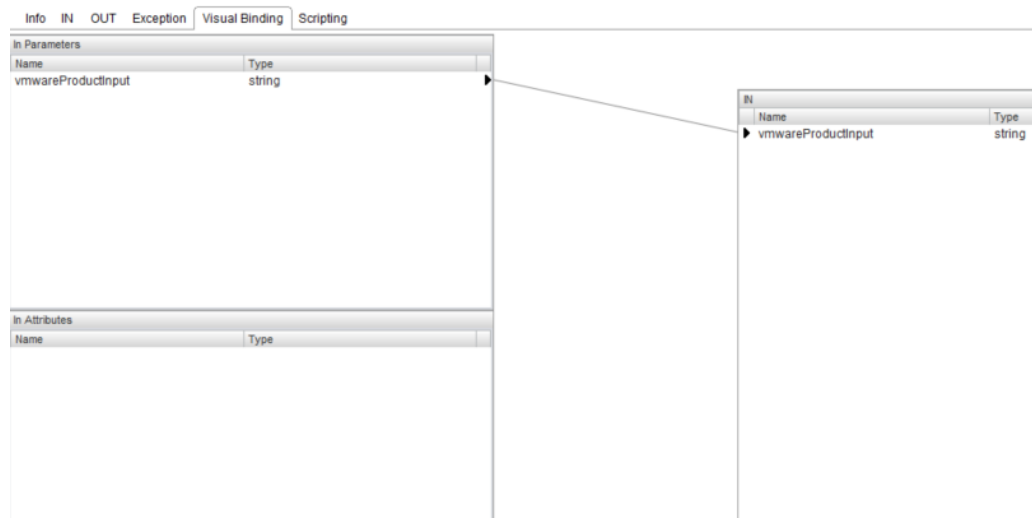 Info IN OUT Exception Visual Binding Scripting
In Parameters
Name Type
vmwareProductInput string
IN
Name Type
vmwareProductInput string
In Attributes
Name Type